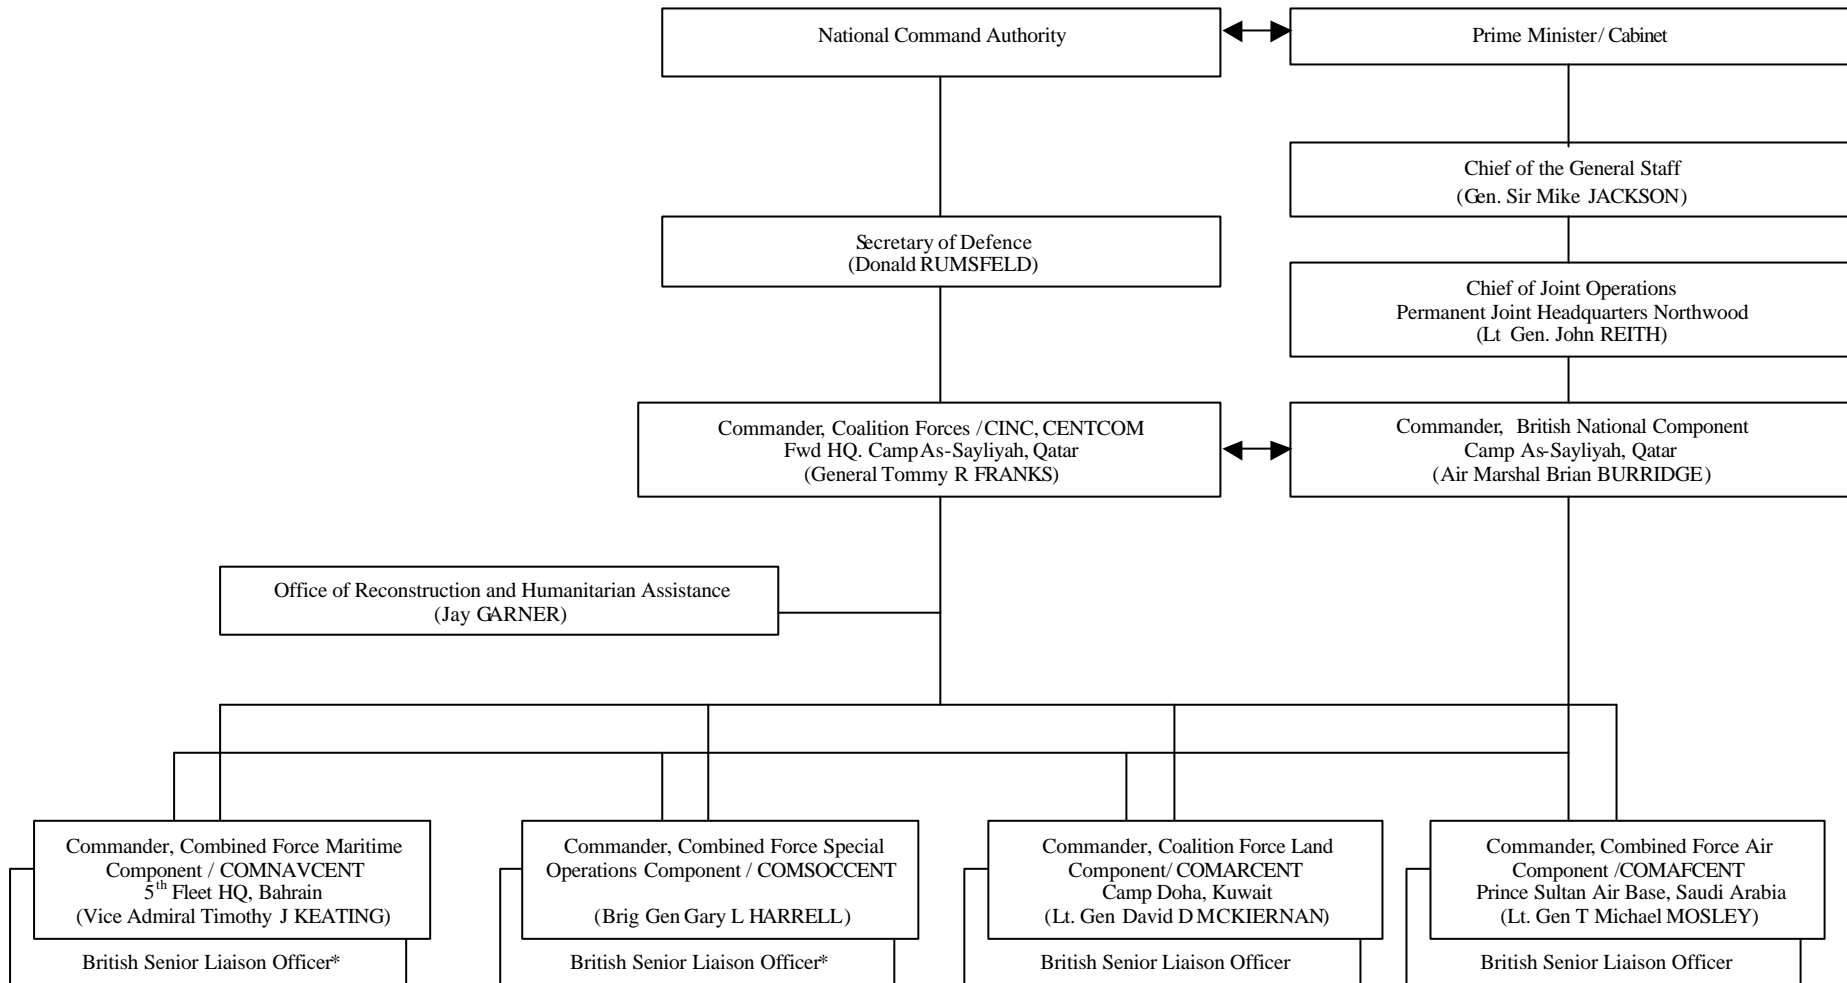 National Command Authority
Prime Minister/ Cabinet
Chief of the General Staff
(Gen. Sir Mike JACKSON)
Secretary of Defence
(Donald RUMSFELD)
Chief of Joint Operations
Permanent Joint Headquarters Northwood
(Lt Gen. John REITH)
Commander, Coalition Forces /CINC, CENTCOM
Fwd HQ. Camp As-Sayliyah, Qatar
(General Tommy R FRANKS)
Commander, British National Component
Camp As-Sayliyah, Qatar
(Air Marshal Brian BURRIDGE)
Office of Reconstruction and Humanitarian Assistance
(Jay GARNER)
Commander, Combined Force Maritime
Component / COMNAVCENT
5th Fleet HQ, Bahrain
(Vice Admiral Timothy J KEATING)
British Senior Liaison Officer*
Commander, Combined Force Special
Operations Component / COMSOCCENT
(Brig Gen Gary L HARRELL)
British Senior Liaison Officer*
Commander, Coalition Force Land
Component/ COMARCENT
Camp Doha, Kuwait
(Lt. Gen David D MCKIERNAN)
British Senior Liaison Officer
Commander, Combined Force Air
Component /COMAFCENT
Prince Sultan Air Base, Saudi Arabia
(Lt. Gen T Michael MOSLEY)
British Senior Liaison Officer